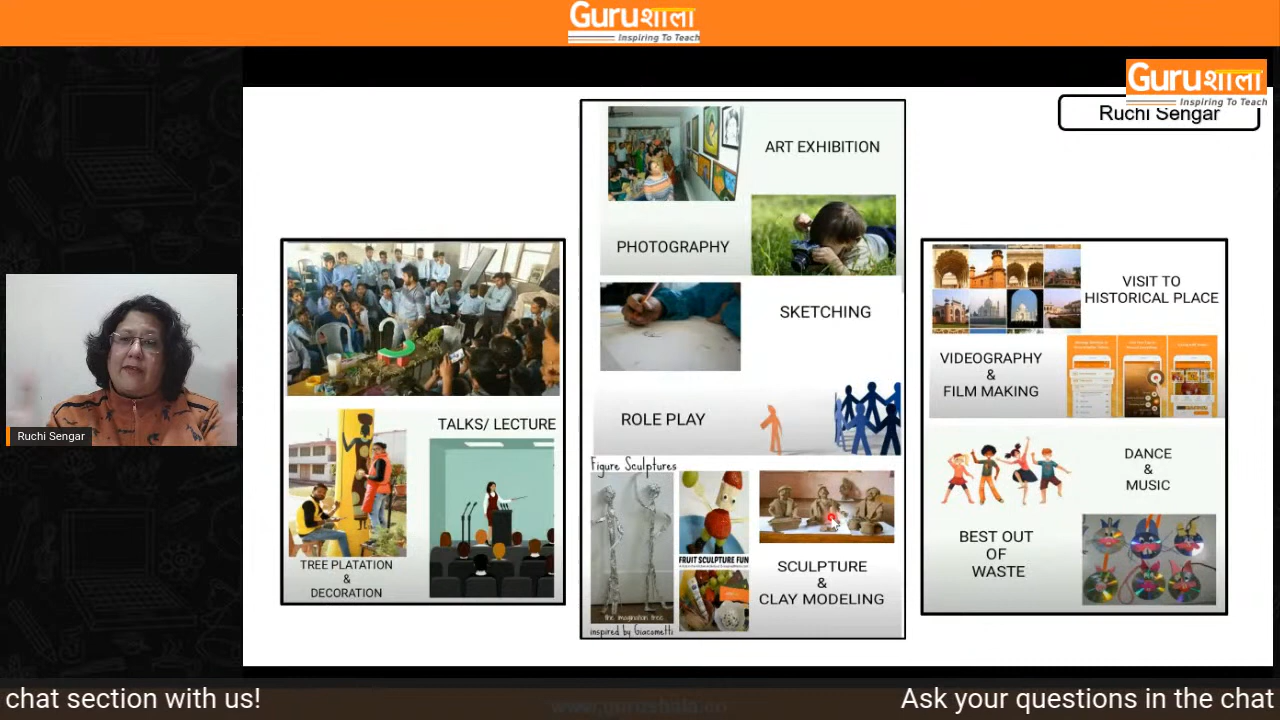 Guruशाला
Inspiring To Teach
Guruशाला
Inspiring To Teach
Ruchi Sengar
Ruchi Sengar
TALKS/ LECTURE
TREE PLATATION
&
DECORATION
ART EXHIBITION
PHOTOGRAPHY
SKETCHING
ROLE PLAY
Figure Sculptures
FRUIT SCULPTURE FUN
the imagination tree
inspired by Giacometti
SCULPTURE
&
CLAY MODELING
VISIT TO
HISTORICAL PLACE
VIDEOGRAPHY
&
FILM MAKING
DANCE
&
MUSIC
BEST OUT
OF
WASTE
chat section with us!
Ask your questions in the chat